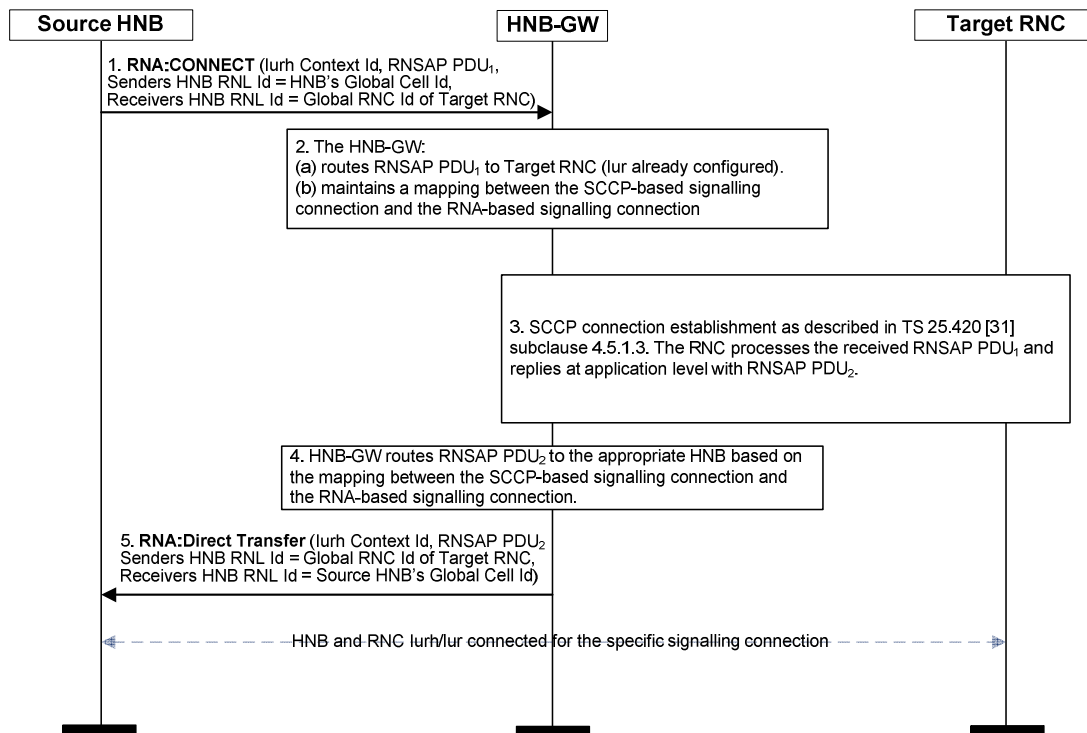 Source HNB
HNB-GW
Target RNC
1. RNA:CONNECT (Iurh Context Id, RNSAP PDU₁,
Senders HNB RNL Id = HNB's Global Cell Id,
Receivers HNB RNL Id = Global RNC Id of Target RNC)
2. The HNB-GW:
(a) routes RNSAP PDU₁ to Target RNC (Iur already configured).
(b) maintains a mapping between the SCCP-based signalling
connection and the RNA-based signalling connection
3. SCCP connection establishment as described in TS 25.420 [31]
subclause 4.5.1.3. The RNC processes the received RNSAP PDU₁ and
replies at application level with RNSAP PDU₂.
4. HNB-GW routes RNSAP PDU₂ to the appropriate HNB based on
the mapping between the SCCP-based signalling connection and
the RNA-based signalling connection.
5. RNA:Direct Transfer (Iurh Context Id, RNSAP PDU₂
Senders HNB RNL Id = Global RNC Id of Target RNC,
Receivers HNB RNL Id = Source HNB's Global Cell Id)
HNB and RNC Iurh/Iur connected for the specific signalling connection